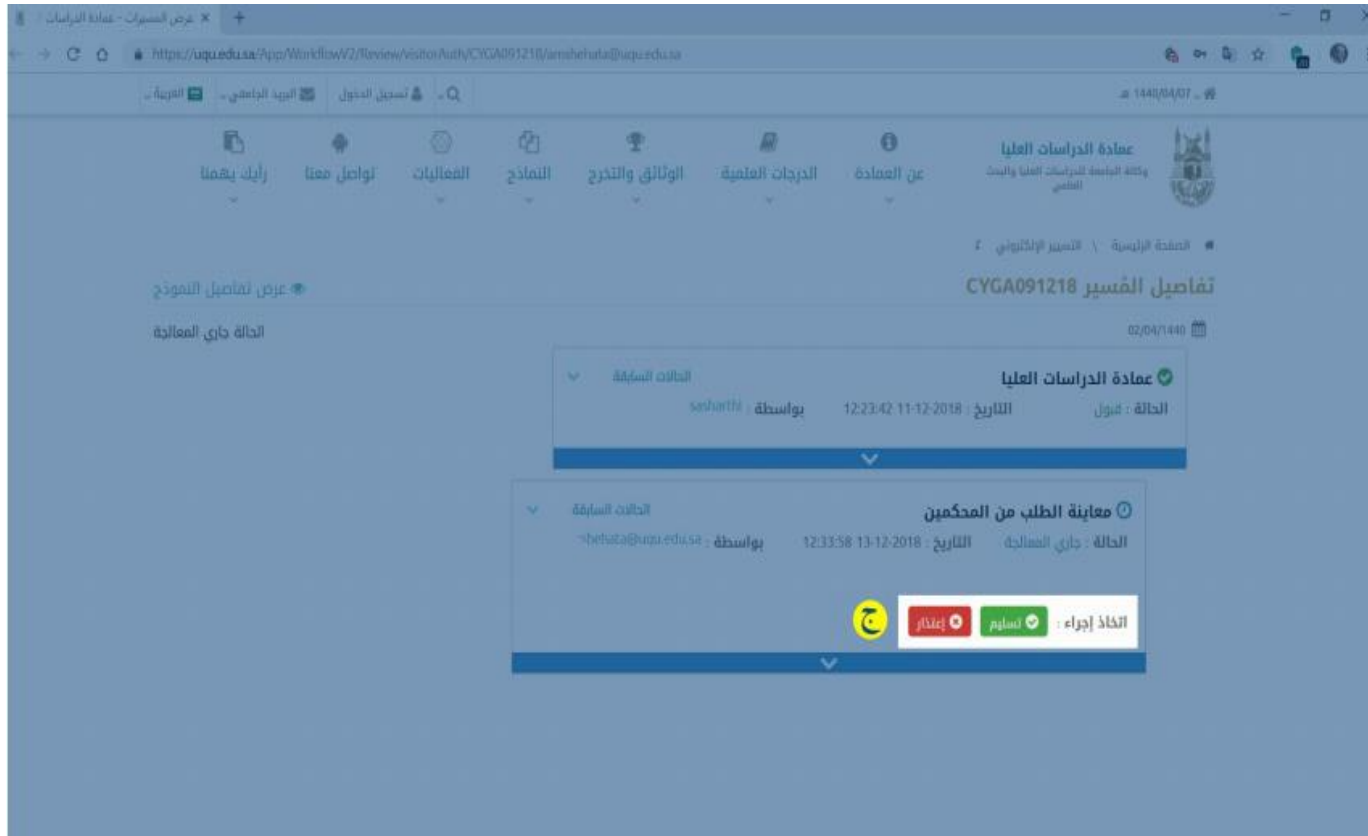 عرض المسيرات - عمادة الدراسات
https://uqu.edu.sa/App/WorkflowV2/Review/visitorAuth/CYGA091218/amshehata@uqu.edu.sa
1440/04/07 هـ
تسجيل الدخول البريد الجامعي العربية
عمادة الدراسات العليا
وكالة الجامعة للدراسات العليا والبحث العلمي
عن العمادة الدرجات العلمية الوثائق والتخرج النماذج الفعاليات تواصل معنا رأيك يهمنا
الصفحة الرئيسية \ التسيير الإلكتروني
تفاصيل المُسير CYGA091218 عرض تفاصيل النموذج
02/04/1440 الحالة جاري المعالجة
عمادة الدراسات العليا الحالات السابقة
الحالة : قبول التاريخ : 2018-12-11 12:23:42 بواسطة : sasharthi
معاينة الطلب من المحكمين الحالات السابقة
الحالة : جاري المعالجة التاريخ : 2018-12-13 12:33:58 بواسطة : shehata@uqu.edu.sa
اتخاذ إجراء : تسليم إعتذار ج